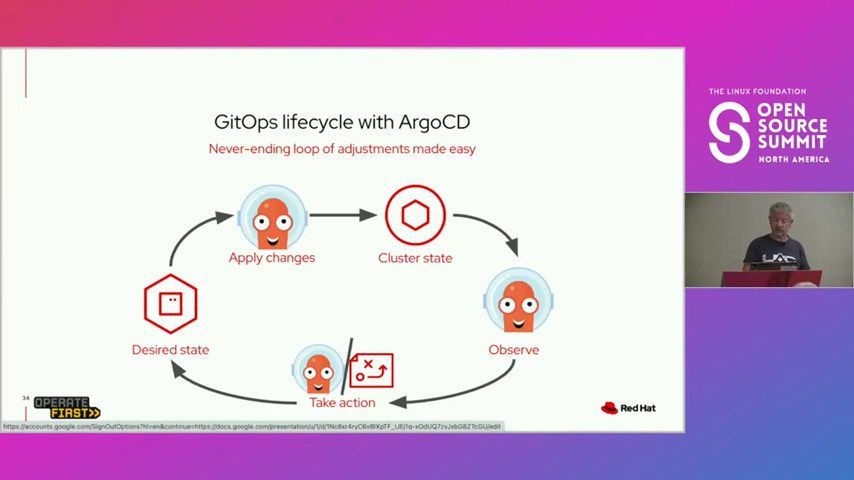 GitOps lifecycle with ArgoCD
Never-ending loop of adjustments made easy
Apply changes
Cluster state
Desired state
Observe
Take action
34
OPERATE
FIRST
Red Hat
THE LINUX FOUNDATION
OPEN
SOURCE
SUMMIT
NORTH AMERICA